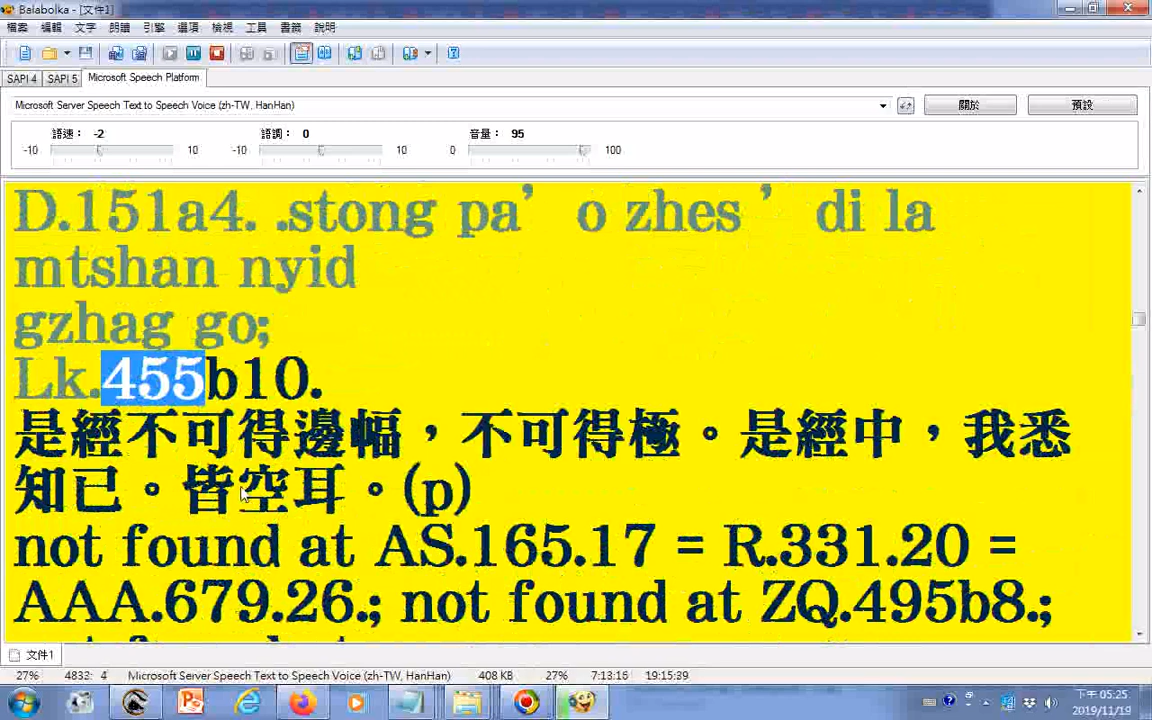 Balabolka - [文件1]
檔案 編輯 文字 朗讀 引擎 選項 檢視 工具 書籤 說明
SAPI 4 SAPI 5 Microsoft Speech Platform
Microsoft Server Speech Text to Speech Voice (zh-TW, HanHan) 關於 預設
語速: -2 語調: 0 音量: 95
-10 10 -10 10 0 100
D.151a4. .stong pa’ o zhes ’di la
mtshan nyid
gzhag go;
Lk.455b10.
是經不可得邊幅，不可得極。是經中，我悉
知已。皆空耳。(p)
not found at AS.165.17 = R.331.20 =
AAA.679.26.; not found at ZQ.495b8.;
文件1
27% 4832: 4 Microsoft Server Speech Text to Speech Voice (zh-TW, HanHan) 408 KB 27% 7:13:16 19:15:39
下午 05:25
2019/11/19